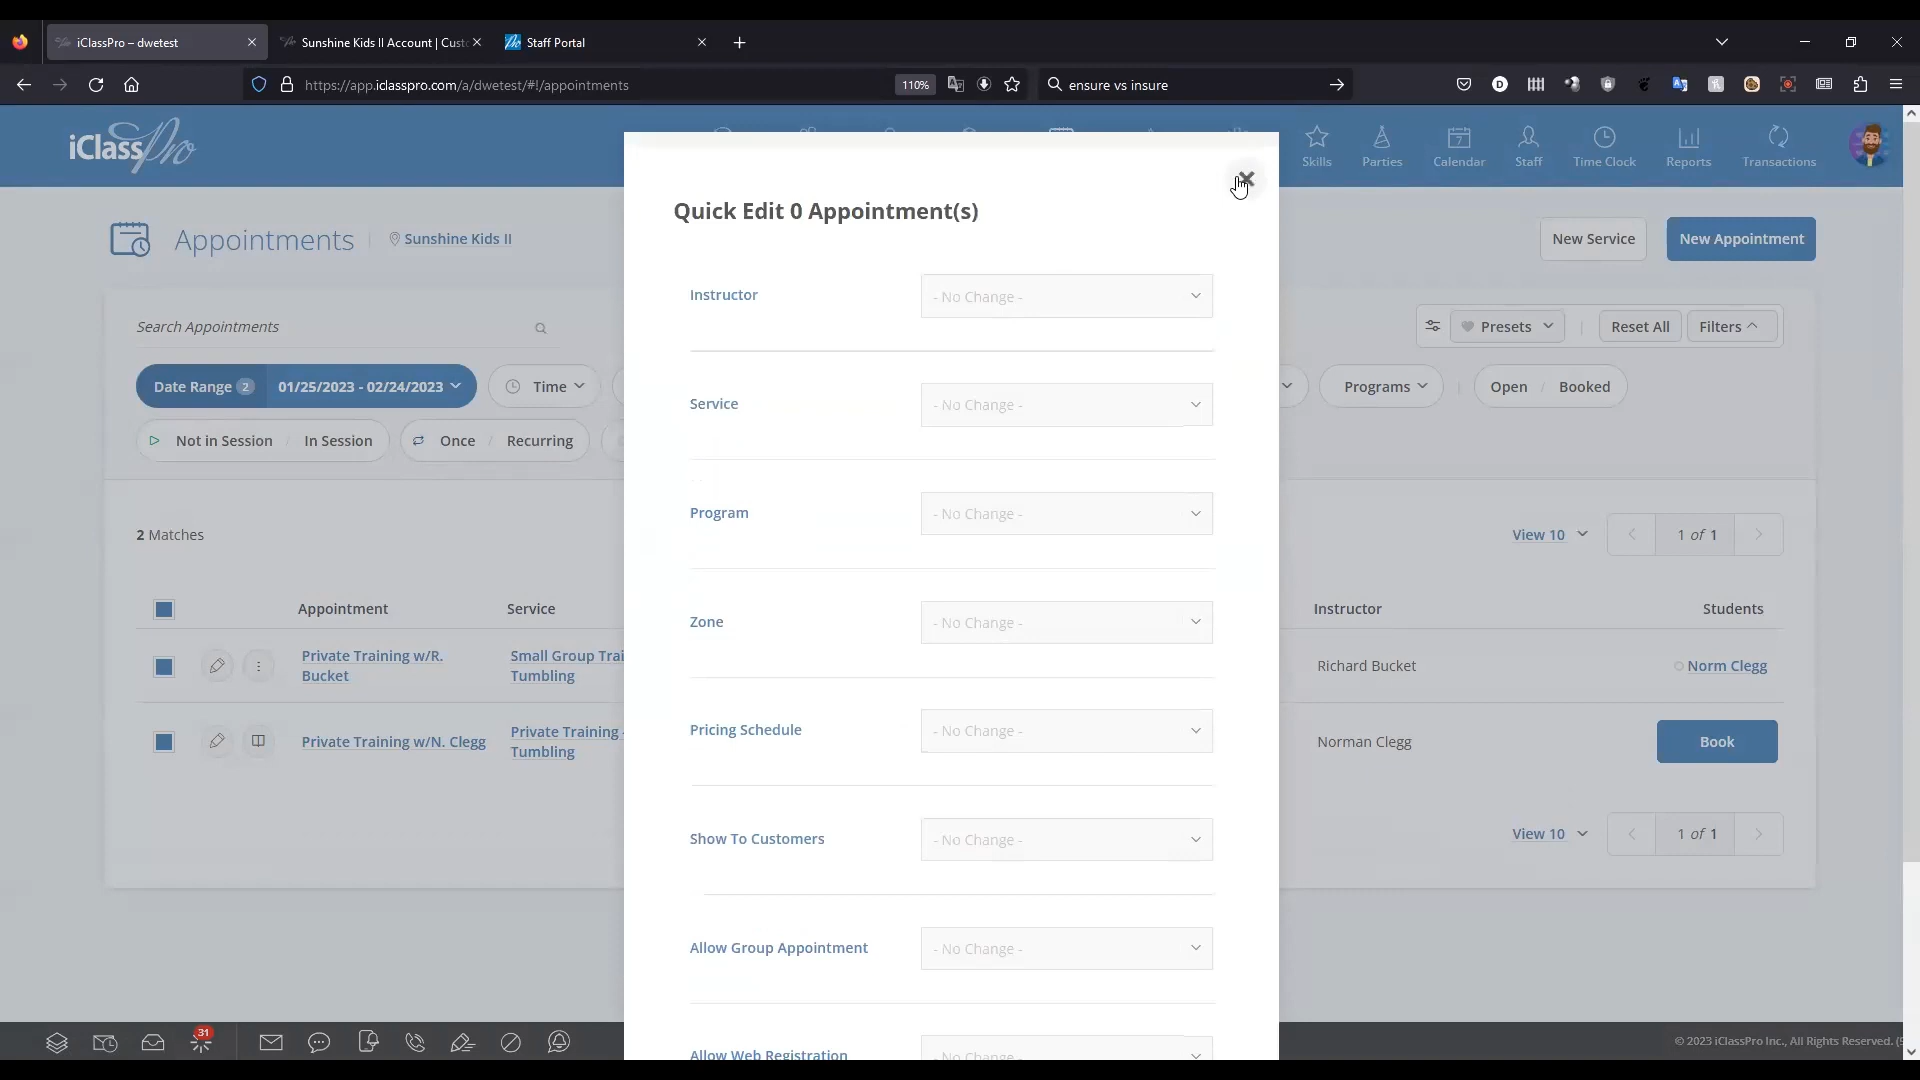 iClassPro – dwetest
Sunshine Kids II Account | Custo
Staff Portal
https://app.iclasspro.com/a/dwetest/#!/appointments
110%
ensure vs insure
iClassPro
Skills
Parties
7
Calendar
Staff
Time Clock
Reports
Transactions
Appointments
Sunshine Kids II
New Service
New Appointment
Search Appointments
Presets
Reset All
Filters
Date Range 2
01/25/2023 - 02/24/2023
Time
Programs
Open / Booked
Not in Session / In Session
Once / Recurring
2 Matches
View 10
1 of 1
Appointment
Service
Instructor
Students
Private Training w/R. Bucket
Small Group Trai
Tumbling
Richard Bucket
Norm Clegg
Private Training w/N. Clegg
Private Training -
Tumbling
Norman Clegg
Book
View 10
1 of 1
Quick Edit 0 Appointment(s)
Instructor
- No Change -
Service
- No Change -
Program
- No Change -
Zone
- No Change -
Pricing Schedule
- No Change -
Show To Customers
- No Change -
Allow Group Appointment
- No Change -
Allow Web Registration
- No Change -
31
© 2023 iClassPro Inc., All Rights Reserved.